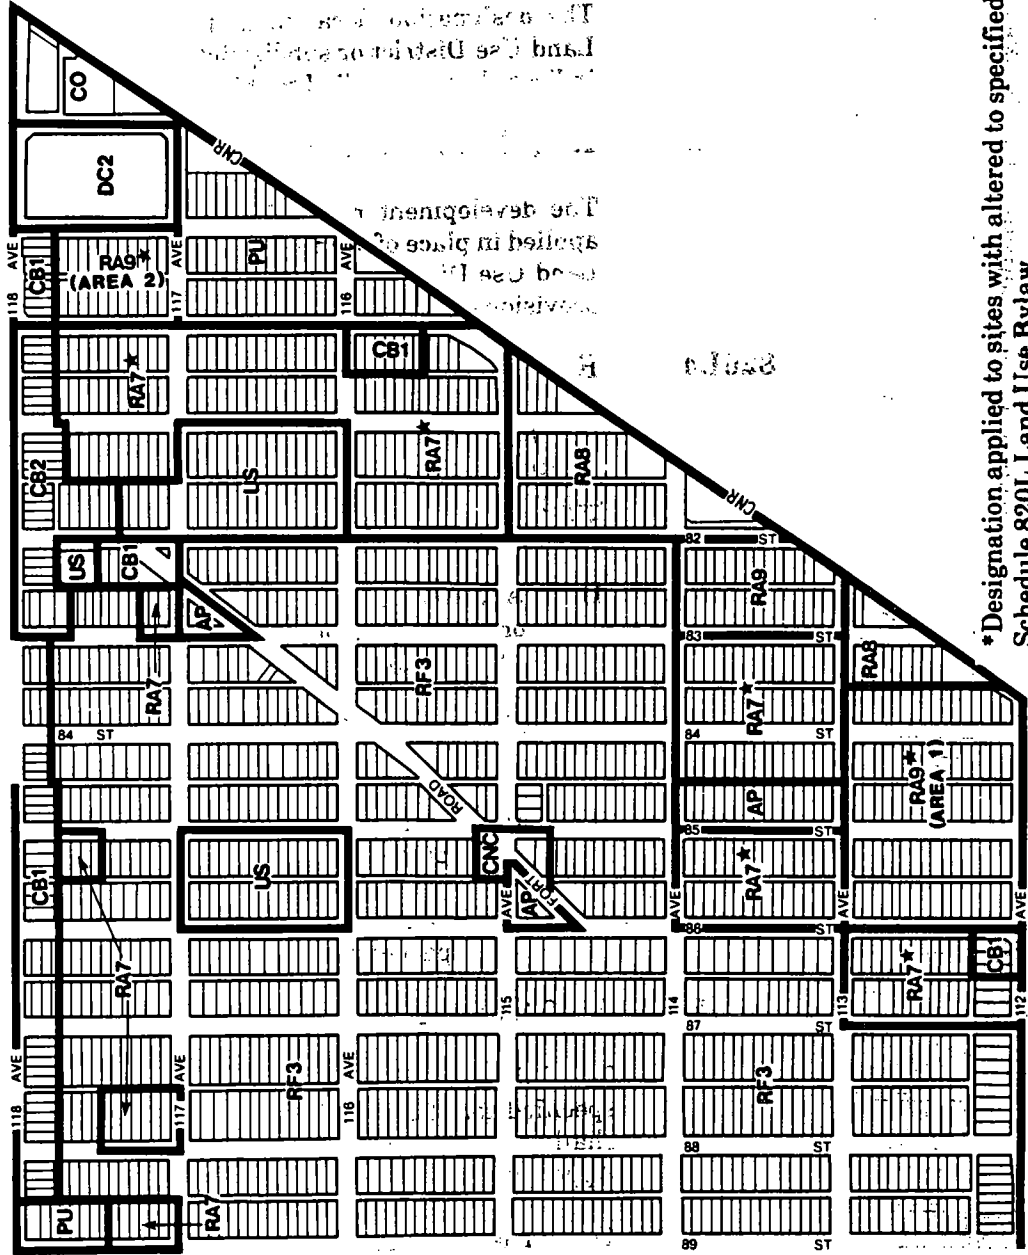 CO
DC2
118 AVE
CB1
RA9*
(AREA 2)
117 AVE
PU
116 AVE
CNR
RA7*
CB1
CB2
US
RA7*
RA8
CNR
82 ST
US
CB1
AP
RA7
RF3
RA9
83 ST
RA8
84 ST
RA7*
84 ST
ROAD
AP
RA9*
(AREA 1)
85 ST
CB1
US
CNC
FORT
AP
RA7*
115 AVE
114 AVE
113 AVE
112 AVE
86 ST
RA7
RA7*
CB1
87 ST
118 AVE
117 AVE
116 AVE
RF3
RF3
88 ST
PU
RA7
89 ST
*Designation applied to sites with altered to specified
Schedule 820L Land Use Bylaw